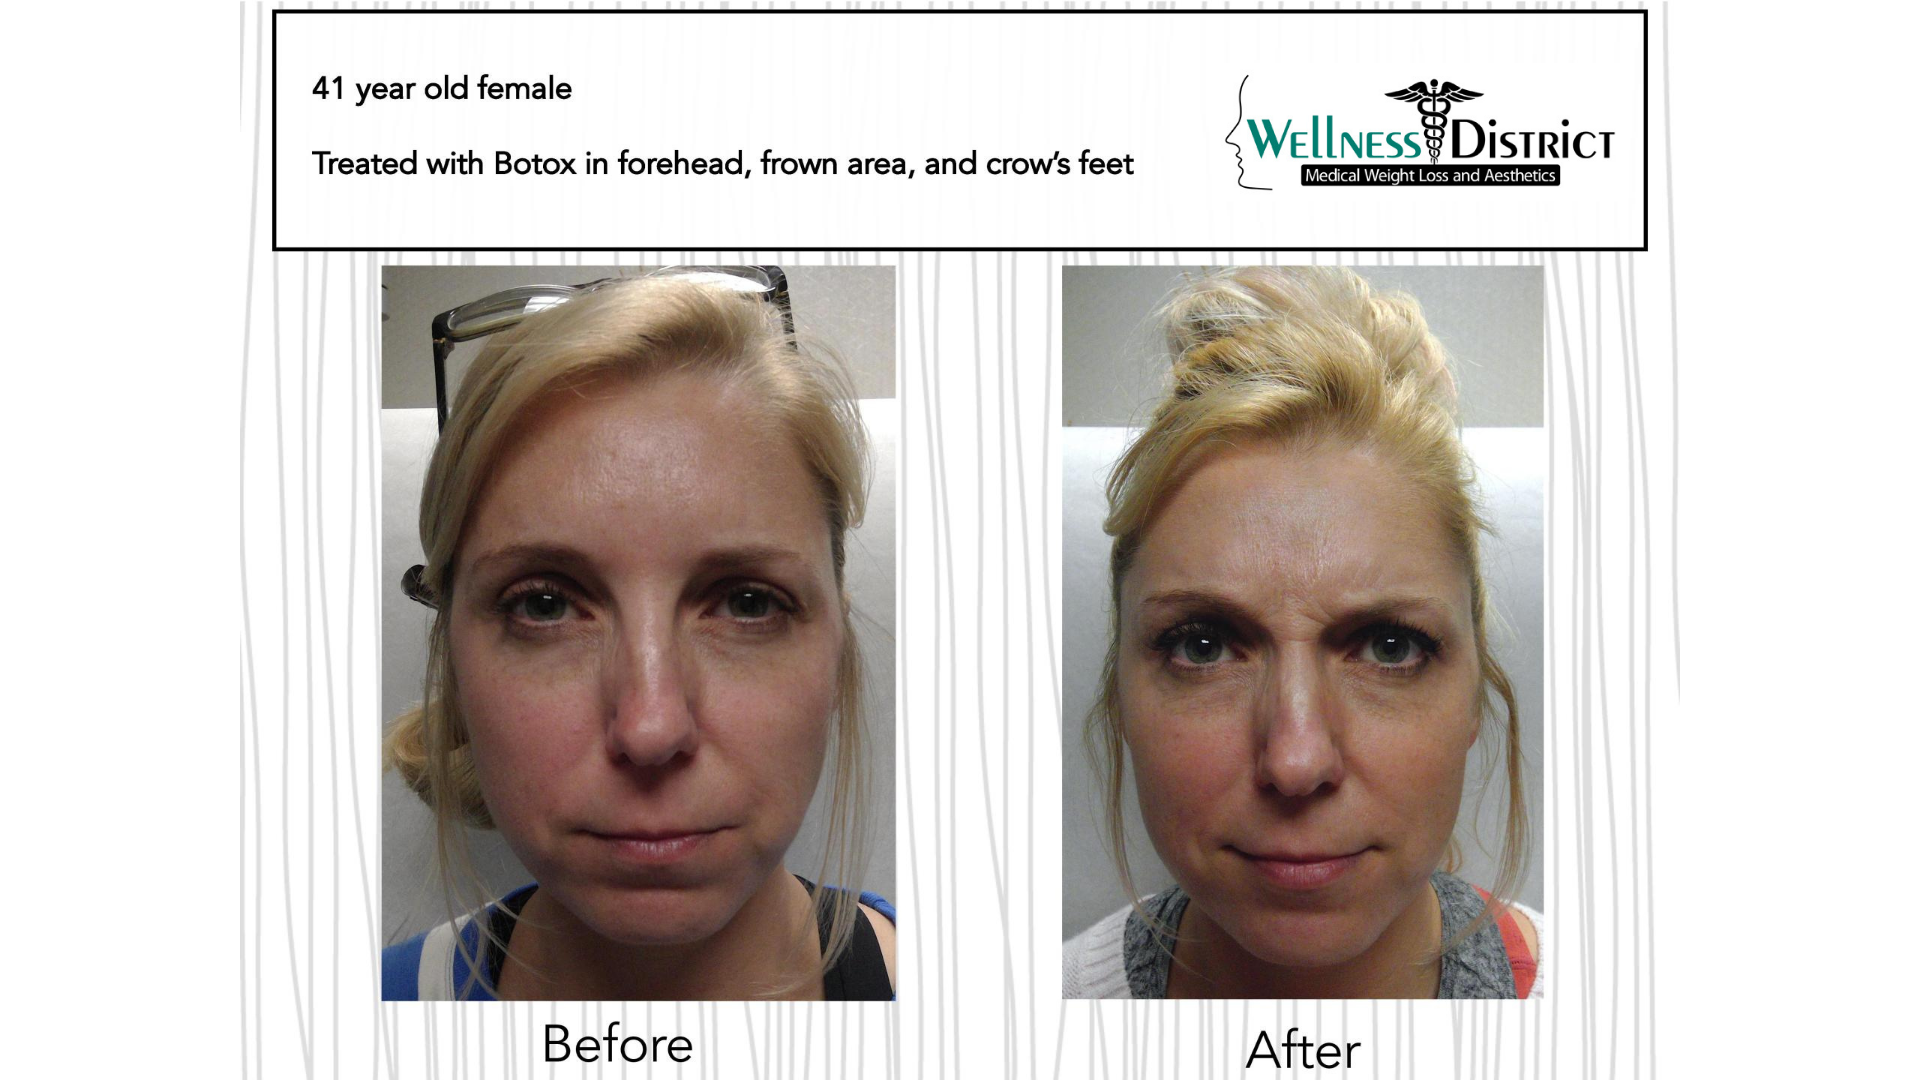 41 year old female
Treated with Botox in forehead, frown area, and crow's feet
WELLNESS DISTRICT
Medical Weight Loss and Aesthetics
Before
After